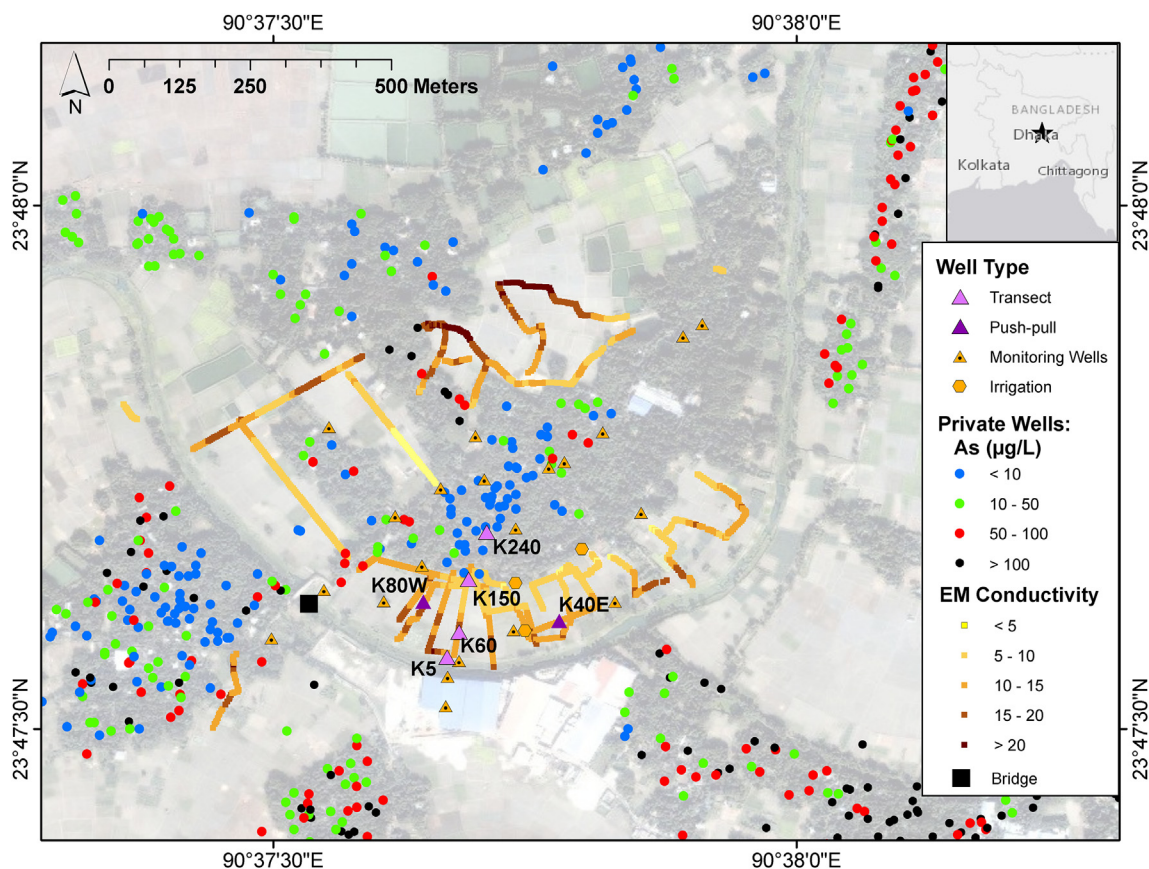 90°37'30"E
90°38'0"E
N
0 125 250 500 Meters
BANGLADESH
Dhaka
Kolkata
Chittagong
23°48'0"N
23°48'0"N
Well Type
Transect
Push-pull
Monitoring Wells
Irrigation
Private Wells:
As (µg/L)
< 10
10 - 50
50 - 100
> 100
EM Conductivity
< 5
5 - 10
10 - 15
15 - 20
> 20
Bridge
K240
K80W
K150
K40E
K60
K5
23°47'30"N
23°47'30"N
90°37'30"E
90°38'0"E